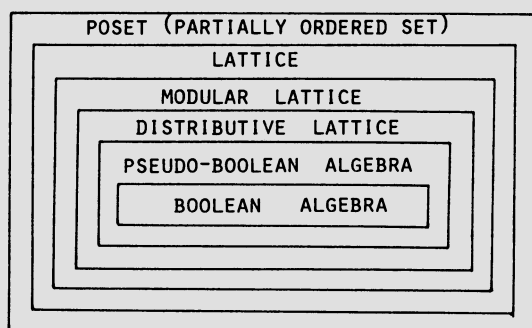 POSET (PARTIALLY ORDERED SET)
LATTICE
MODULAR LATTICE
DISTRIBUTIVE LATTICE
PSEUDO-BOOLEAN ALGEBRA
BOOLEAN ALGEBRA